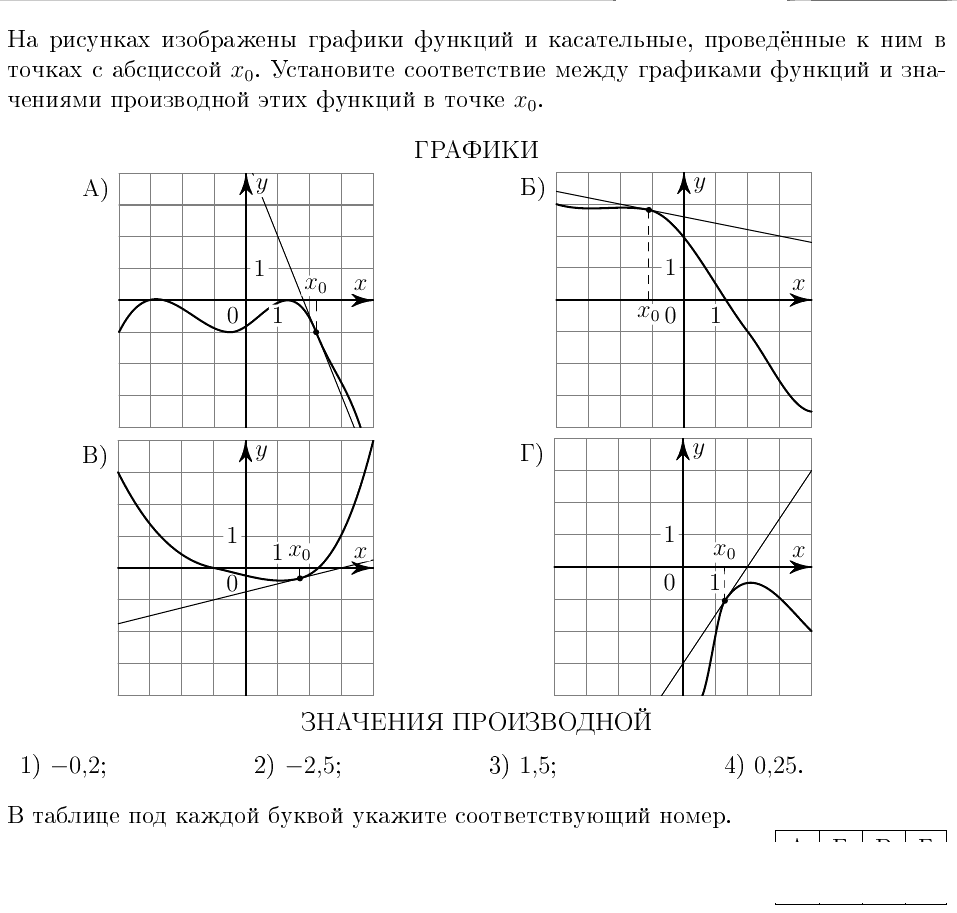 На рисунках изображены графики функций и касательные, проведённые к ним в
точках с абсциссой x₀. Установите соответствие между графиками функций и зна-
чениями производной этих функций в точке x₀.
ГРАФИКИ
А)
y
1
x₀
x
0
1
Б)
y
1
x
x₀
0
1
В)
y
1
1
x₀
x
0
Г)
y
1
x₀
x
0
1
ЗНАЧЕНИЯ ПРОИЗВОДНОЙ
1) −0,2; 2) −2,5; 3) 1,5; 4) 0,25.
В таблице под каждой буквой укажите соответствующий номер.